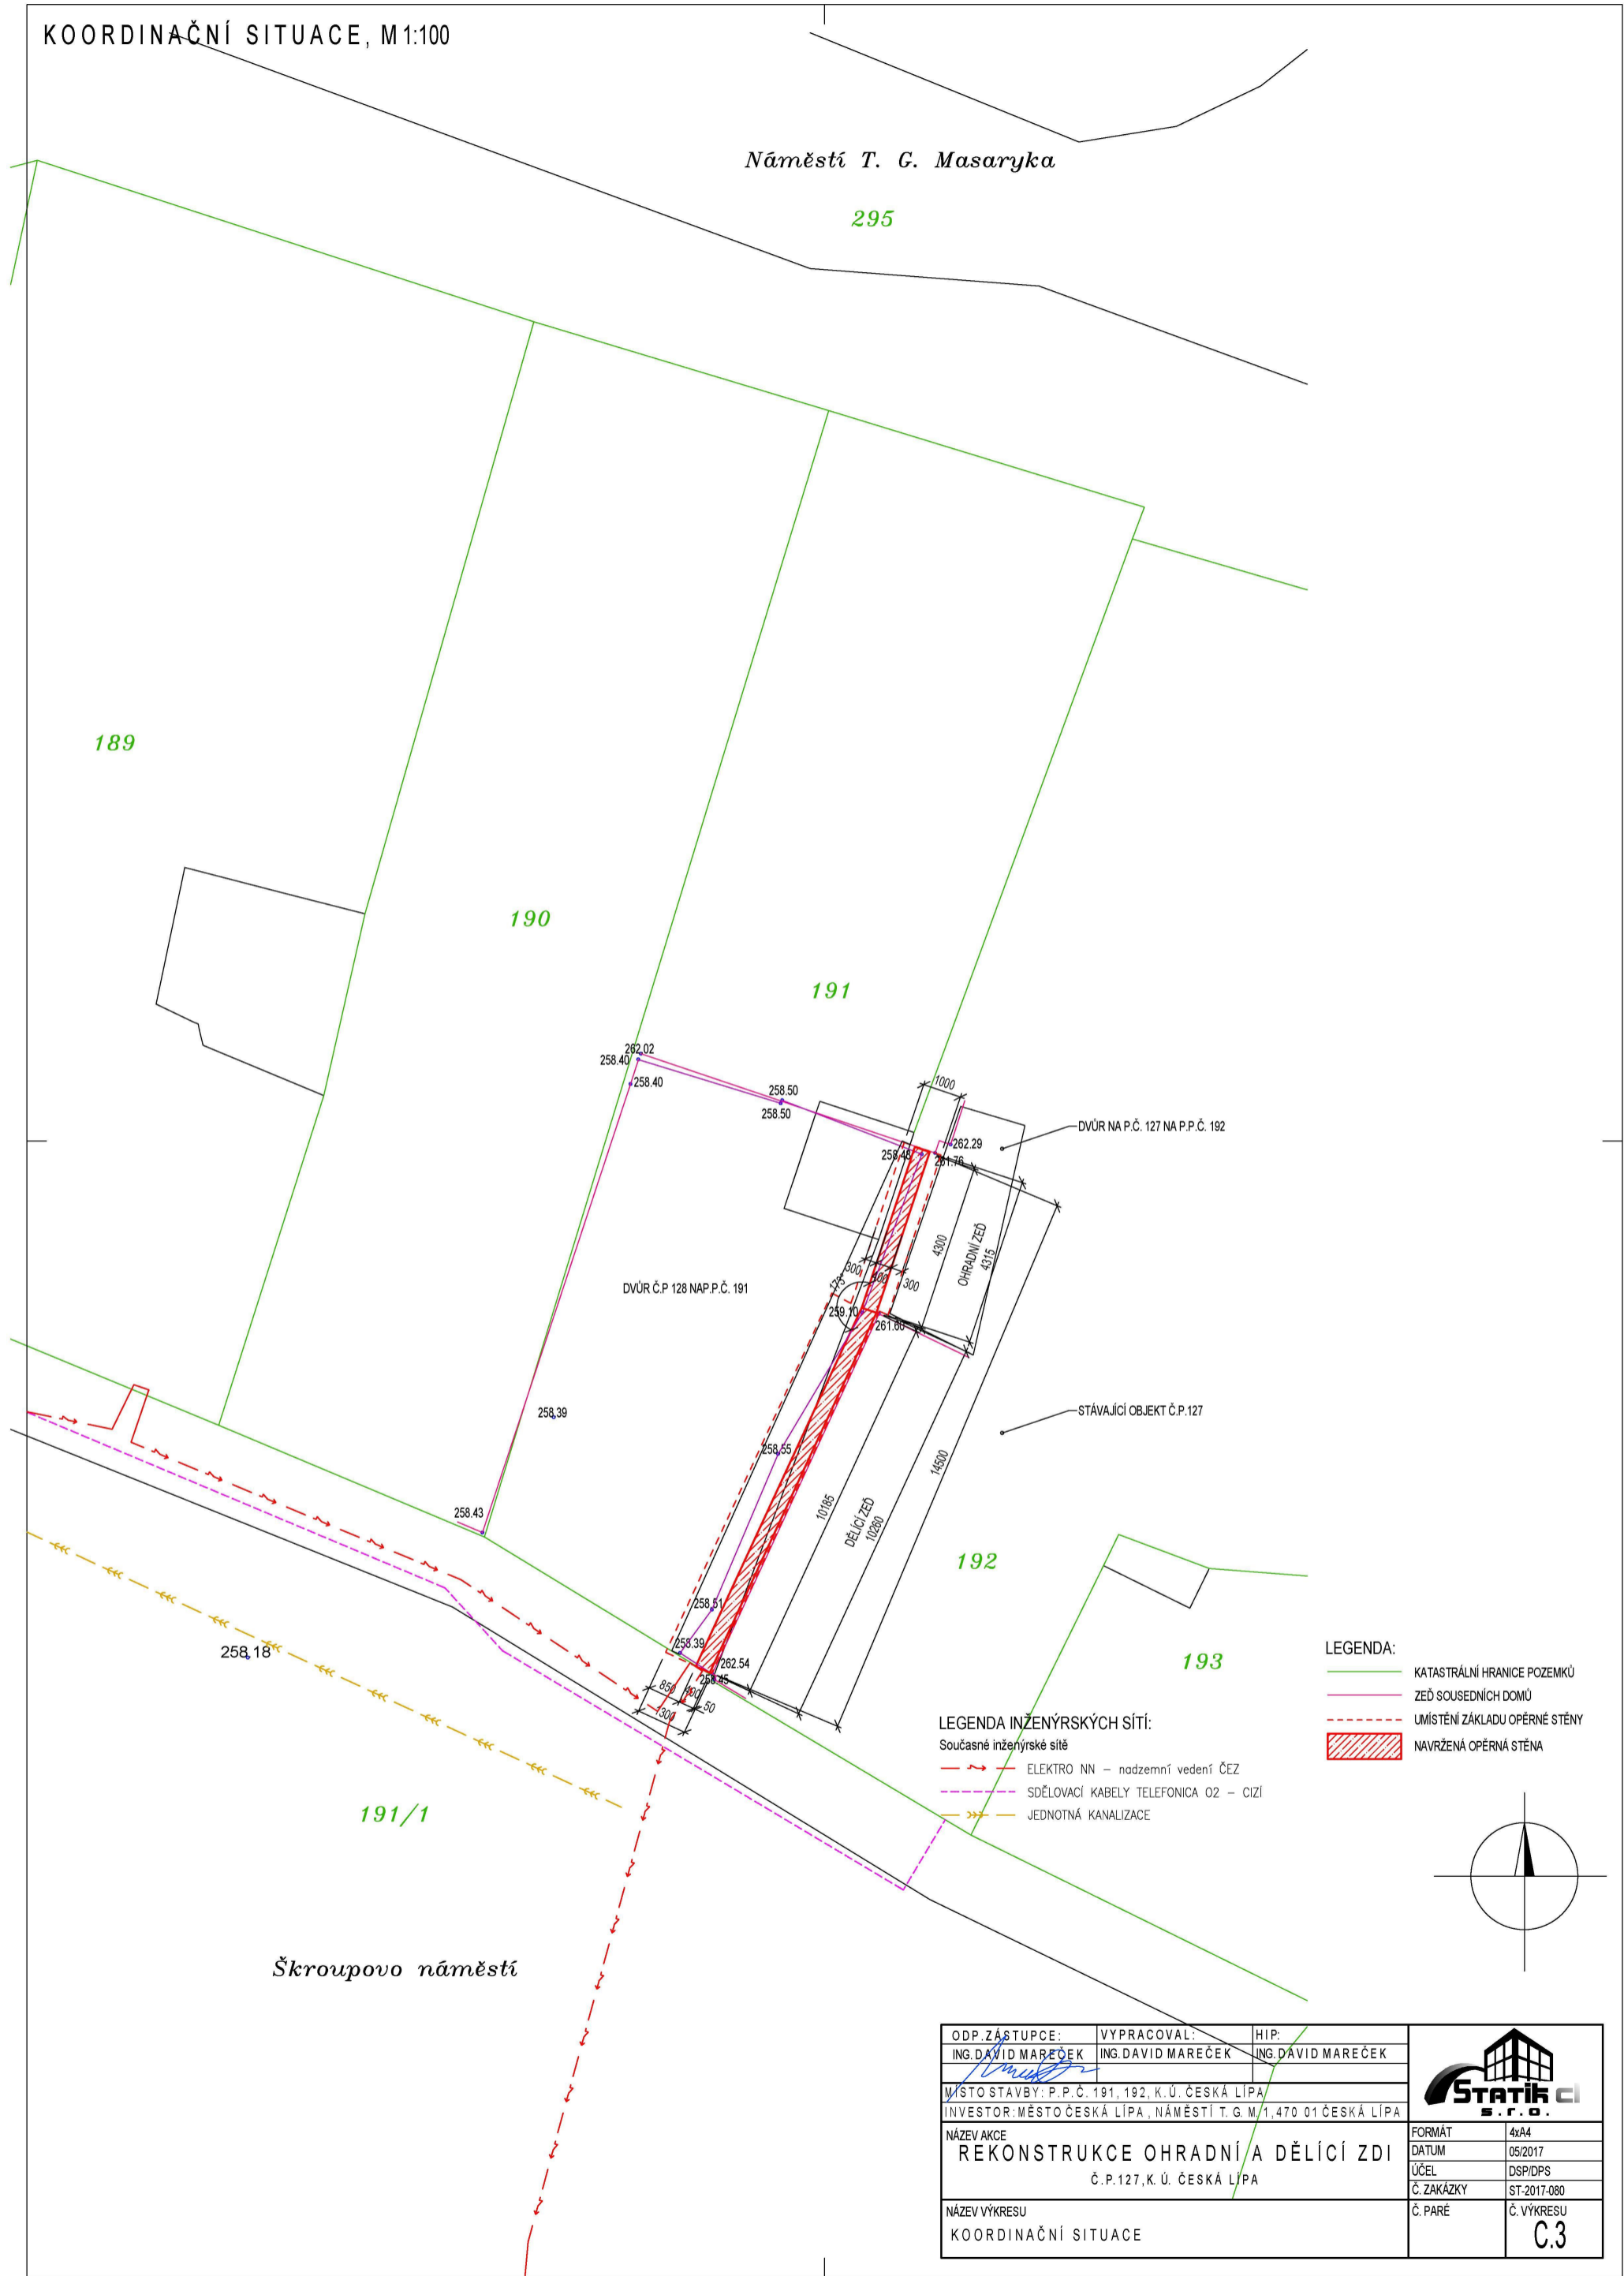 KOORDINAČNÍ SITUACE, M 1:100
Náměstí T. G. Masaryka
295
189
190
191
262.02
258.40
258.40
258.50
258.50
1000
DVŮR NA P.Č. 127 NA P.P.Č. 192
262.29
258.48
261.76
4300
OHRADNÍ ZEĎ
4315
300
400
300
175
DVŮR Č.P 128 NAP.P.Č. 191
259.10
261.60
STÁVAJÍCÍ OBJEKT Č.P.127
258.39
258.55
14500
10185
DĚLÍCÍ ZEĎ
10260
258.43
192
258.51
258.39
262.54
258.45
850
400
50
1300
258.18
193
191/1
Škroupovo náměstí
LEGENDA:
KATASTRÁLNÍ HRANICE POZEMKŮ
ZEĎ SOUSEDNÍCH DOMŮ
UMÍSTĚNÍ ZÁKLADU OPĚRNÉ STĚNY
NAVRŽENÁ OPĚRNÁ STĚNA
LEGENDA INŽENÝRSKÝCH SÍTÍ:
Současné inženýrské sítě
ELEKTRO NN – nadzemní vedení ČEZ
SDĚLOVACÍ KABELY TELEFONICA O2 – CIZÍ
JEDNOTNÁ KANALIZACE
ODP.ZÁSTUPCE: VYPRACOVAL: HIP:
ING.DAVID MAREČEK ING.DAVID MAREČEK ING.DAVID MAREČEK
MÍSTO STAVBY: P.P.Č. 191, 192, K.Ú. ČESKÁ LÍPA
INVESTOR:MĚSTO ČESKÁ LÍPA, NÁMĚSTÍ T. G. M. 1, 470 01 ČESKÁ LÍPA
STATIK CL
s.r.o.
NÁZEV AKCE
REKONSTRUKCE OHRADNÍ A DĚLÍCÍ ZDI
Č.P.127,K. Ú. ČESKÁ LÍPA
FORMÁT 4xA4
DATUM 05/2017
ÚČEL DSP/DPS
Č. ZAKÁZKY ST-2017-080
NÁZEV VÝKRESU
KOORDINAČNÍ SITUACE
Č. PARÉ
Č. VÝKRESU
C.3